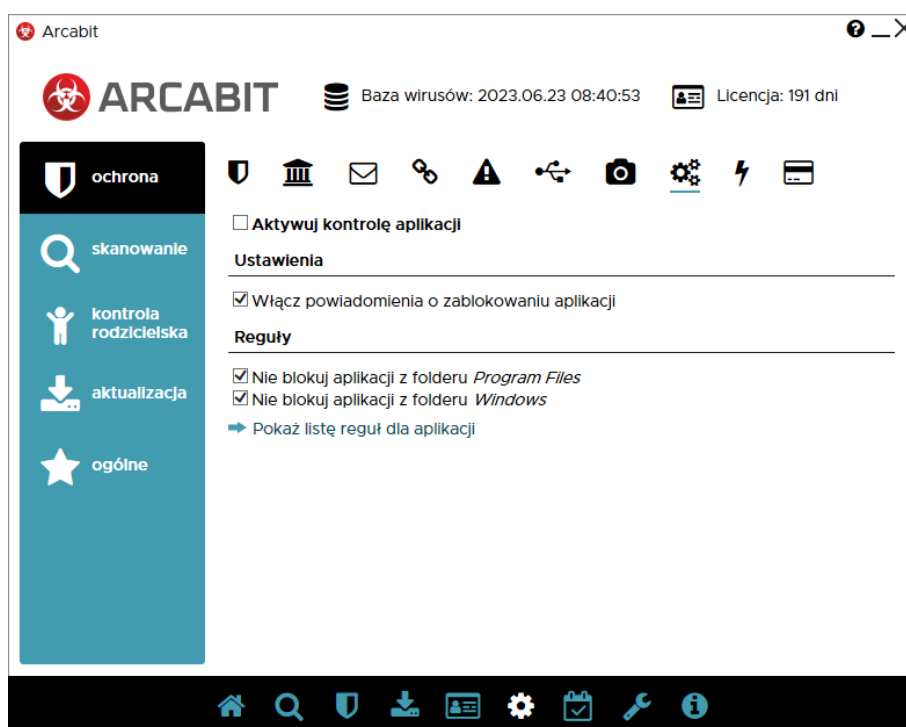 Arcabit
ARCABIT
Baza wirusów: 2023.06.23 08:40:53
Licencja: 191 dni
ochrona
skanowanie
kontrola
rodzicielska
aktualizacja
ogólne
Aktywuj kontrolę aplikacji
Ustawienia
Włącz powiadomienia o zablokowaniu aplikacji
Reguły
Nie blokuj aplikacji z folderu Program Files
Nie blokuj aplikacji z folderu Windows
Pokaż listę reguł dla aplikacji